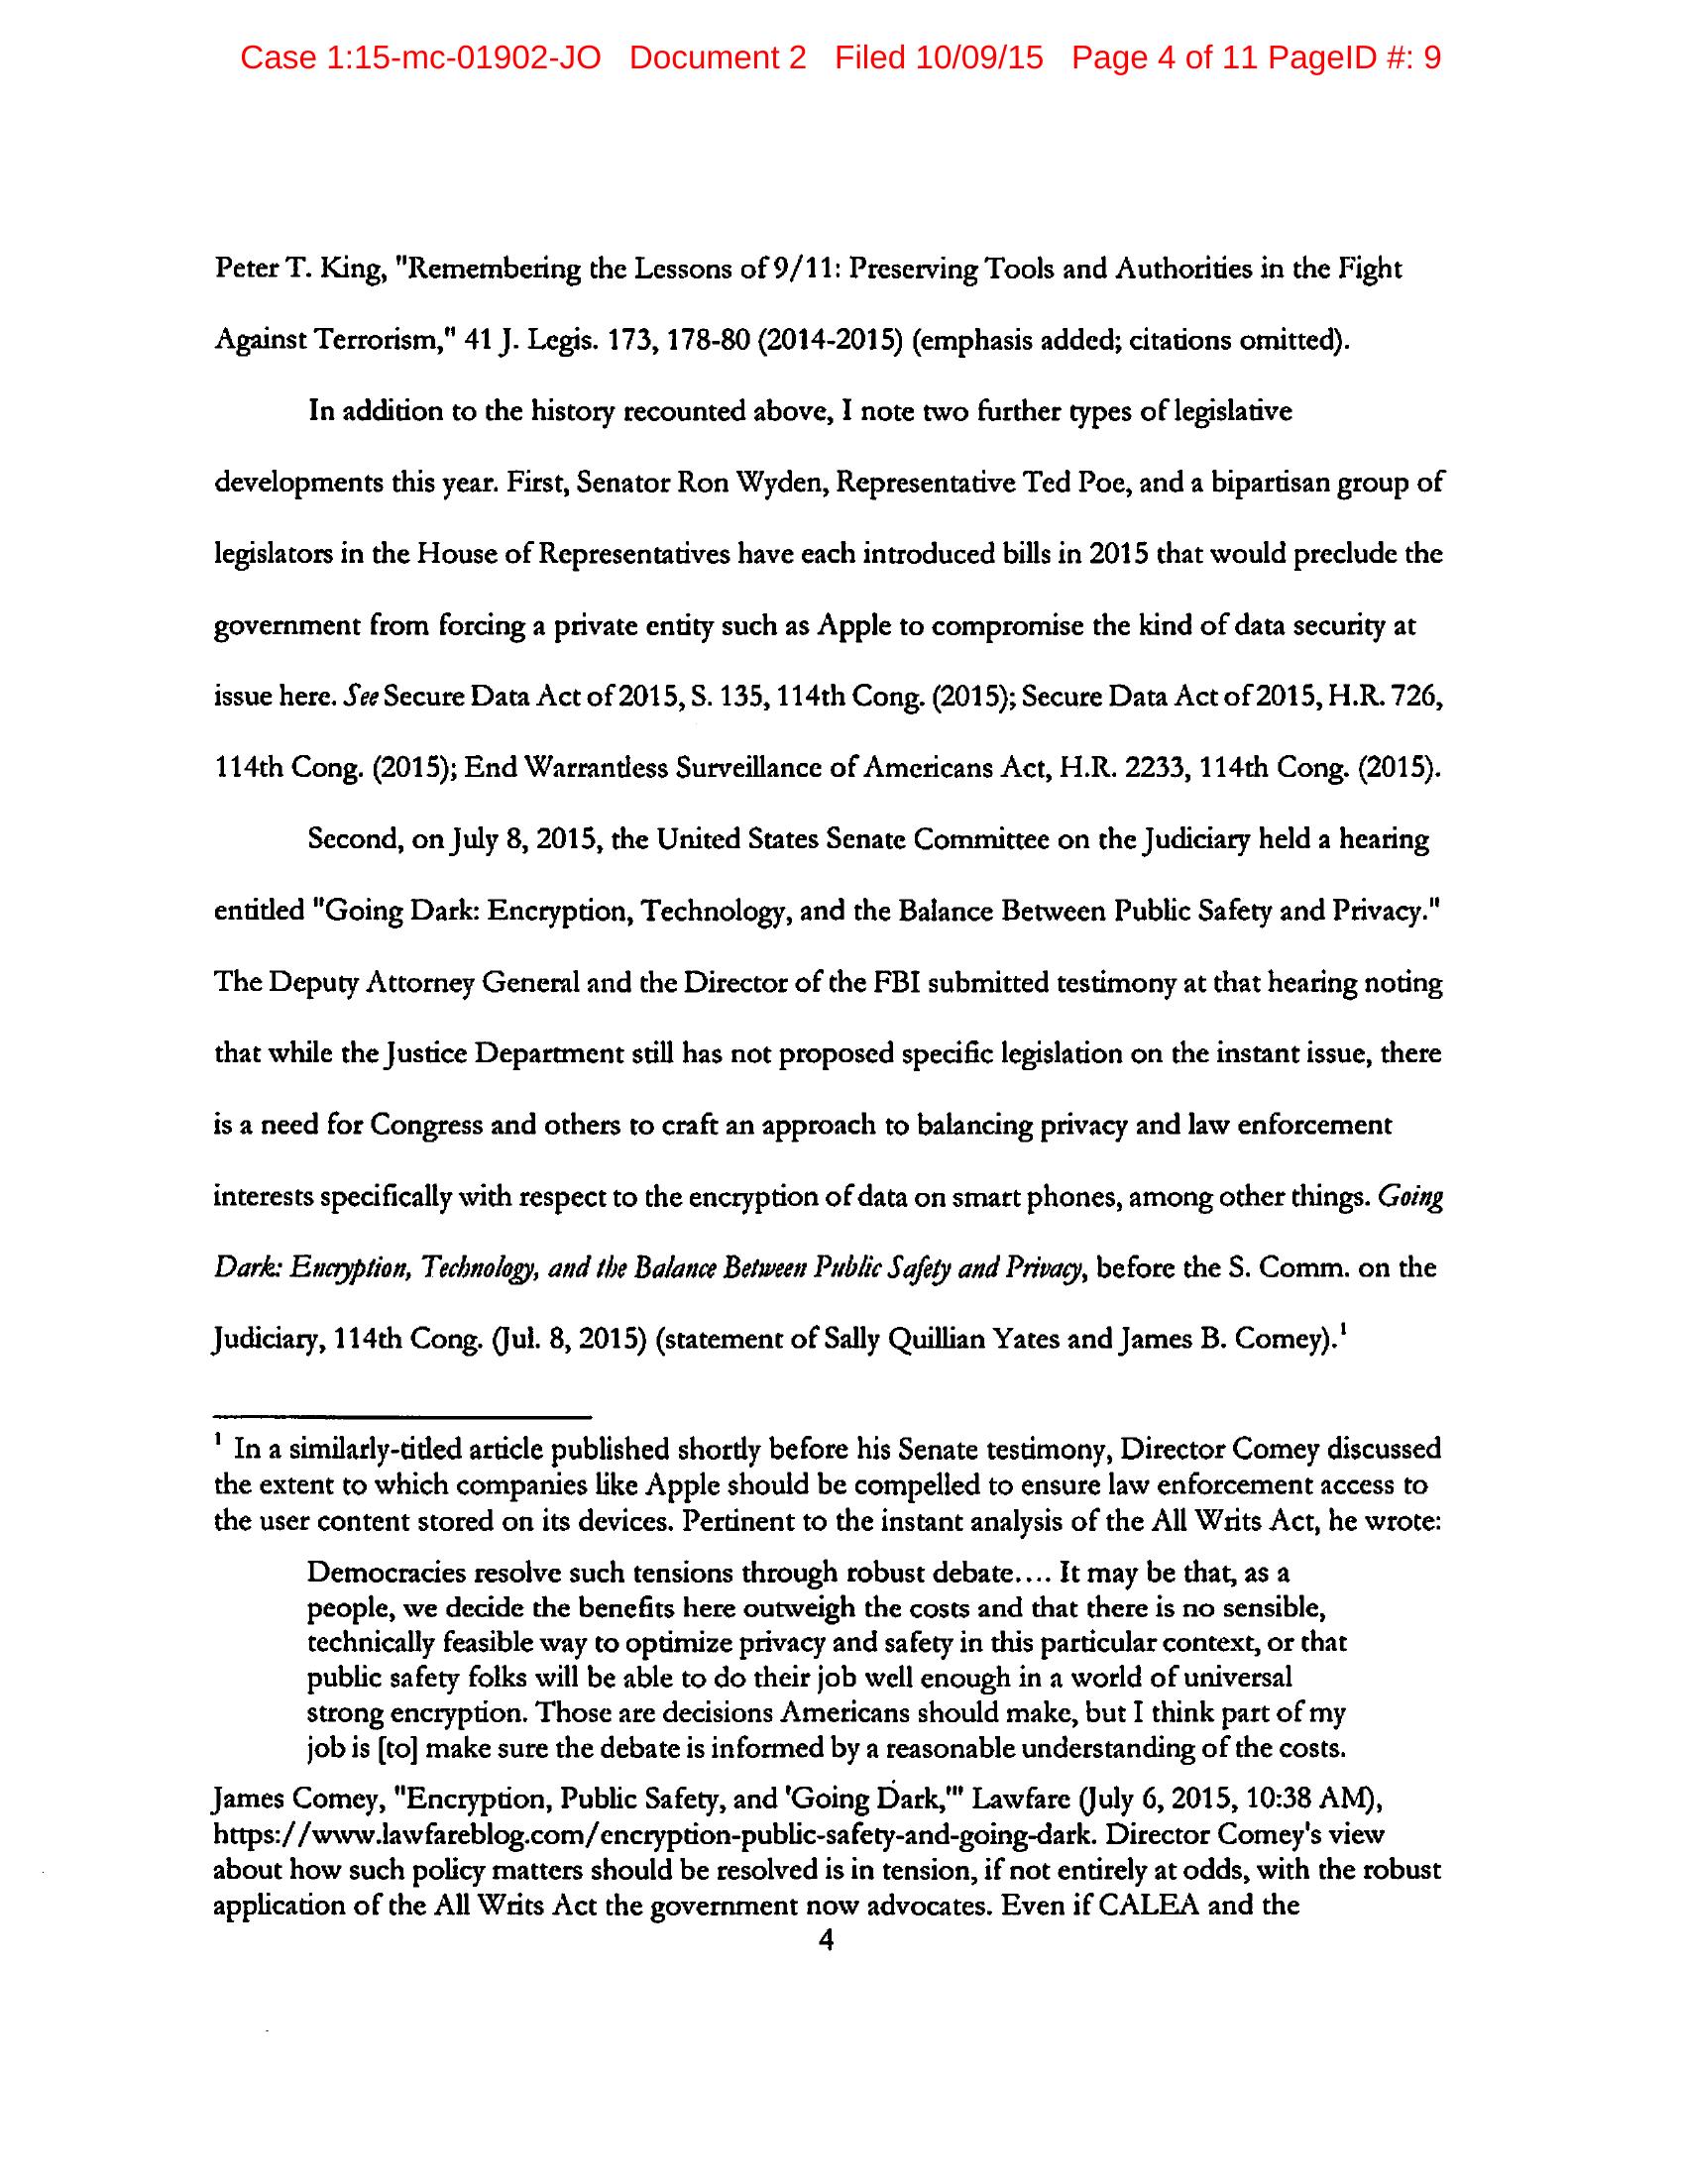 Case 1:15-mc-01902-JO Document 2 Filed 10/09/15 Page 4 of 11 PageID #: 9
Peter T. King, "Remembering the Lessons of 9/11: Preserving Tools and Authorities in the Fight
Against Terrorism," 41 J. Legis. 173, 178-80 (2014-2015) (emphasis added; citations omitted).
In addition to the history recounted above, I note two further types of legislative
developments this year. First, Senator Ron Wyden, Representative Ted Poe, and a bipartisan group of
legislators in the House of Representatives have each introduced bills in 2015 that would preclude the
government from forcing a private entity such as Apple to compromise the kind of data security at
issue here. See Secure Data Act of 2015, S. 135, 114th Cong. (2015); Secure Data Act of 2015, H.R. 726,
114th Cong. (2015); End Warrantless Surveillance of Americans Act, H.R. 2233, 114th Cong. (2015).
Second, on July 8, 2015, the United States Senate Committee on the Judiciary held a hearing
entitled "Going Dark: Encryption, Technology, and the Balance Between Public Safety and Privacy."
The Deputy Attorney General and the Director of the FBI submitted testimony at that hearing noting
that while the Justice Department still has not proposed specific legislation on the instant issue, there
is a need for Congress and others to craft an approach to balancing privacy and law enforcement
interests specifically with respect to the encryption of data on smart phones, among other things. Going
Dark: Encryption, Technology, and the Balance Between Public Safety and Privacy, before the S. Comm. on the
Judiciary, 114th Cong. (Jul. 8, 2015) (statement of Sally Quillian Yates and James B. Comey).1
1 In a similarly-titled article published shortly before his Senate testimony, Director Comey discussed
the extent to which companies like Apple should be compelled to ensure law enforcement access to
the user content stored on its devices. Pertinent to the instant analysis of the All Writs Act, he wrote:
Democracies resolve such tensions through robust debate.... It may be that, as a
people, we decide the benefits here outweigh the costs and that there is no sensible,
technically feasible way to optimize privacy and safety in this particular context, or that
public safety folks will be able to do their job well enough in a world of universal
strong encryption. Those are decisions Americans should make, but I think part of my
job is [to] make sure the debate is informed by a reasonable understanding of the costs.
James Comey, "Encryption, Public Safety, and 'Going Dark,'" Lawfare (July 6, 2015, 10:38 AM),
https://www.lawfareblog.com/encryption-public-safety-and-going-dark. Director Comey's view
about how such policy matters should be resolved is in tension, if not entirely at odds, with the robust
application of the All Writs Act the government now advocates. Even if CALEA and the
4